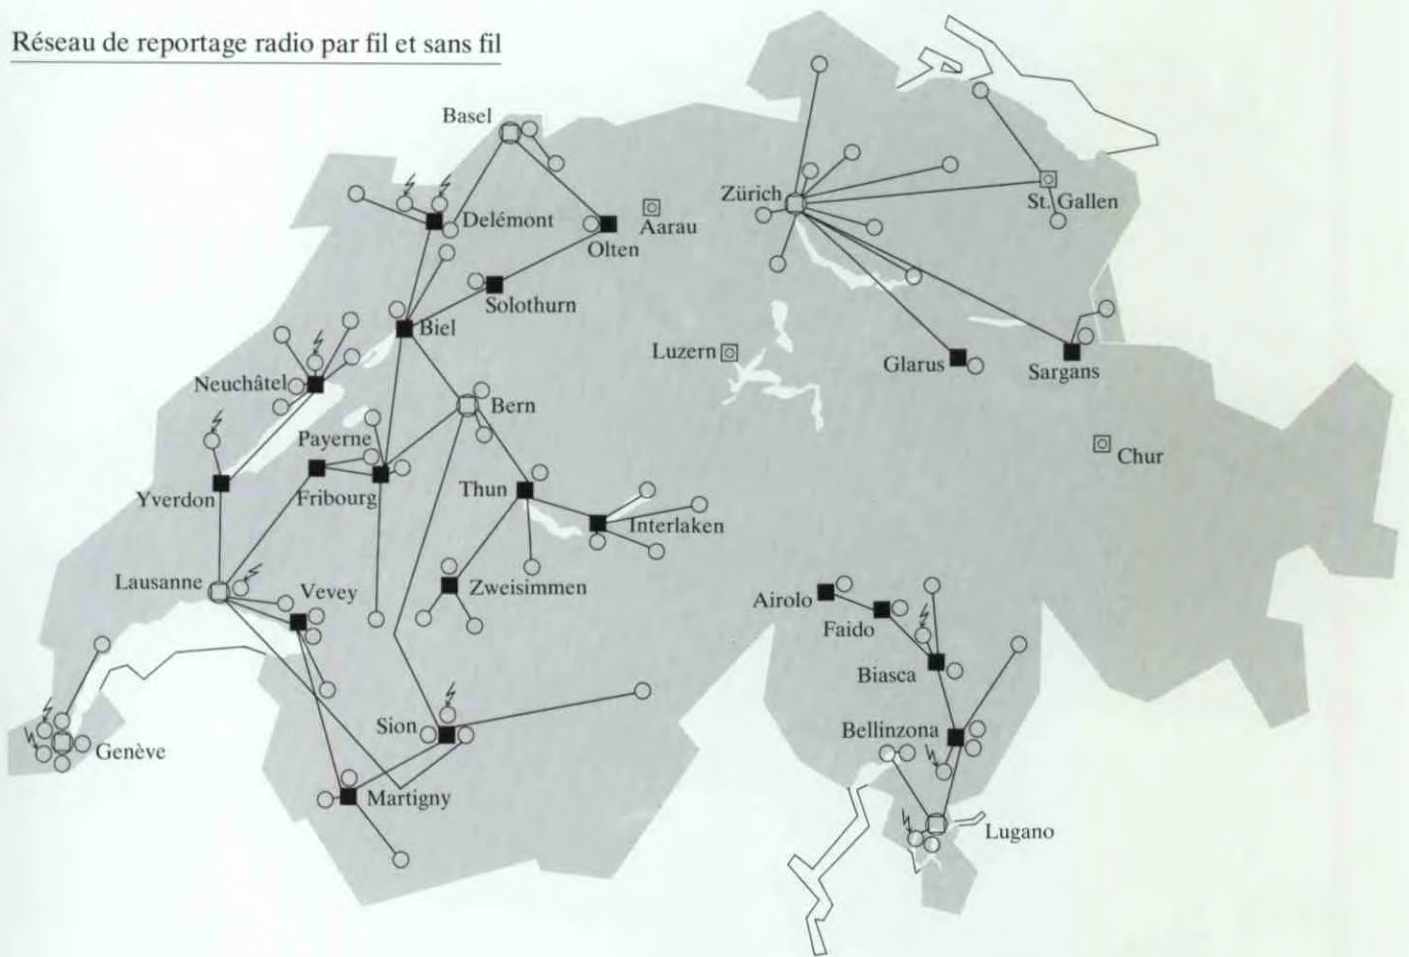 Réseau de reportage radio par fil et sans fil
Basel
Zürich
St. Gallen
Delémont
Aarau
Olten
Solothurn
Biel
Luzern
Glarus
Sargans
Neuchâtel
Bern
Payerne
Chur
Yverdon
Fribourg
Thun
Interlaken
Lausanne
Vevey
Zweisimmen
Airolo
Faido
Biasca
Sion
Bellinzona
Genève
Martigny
Lugano